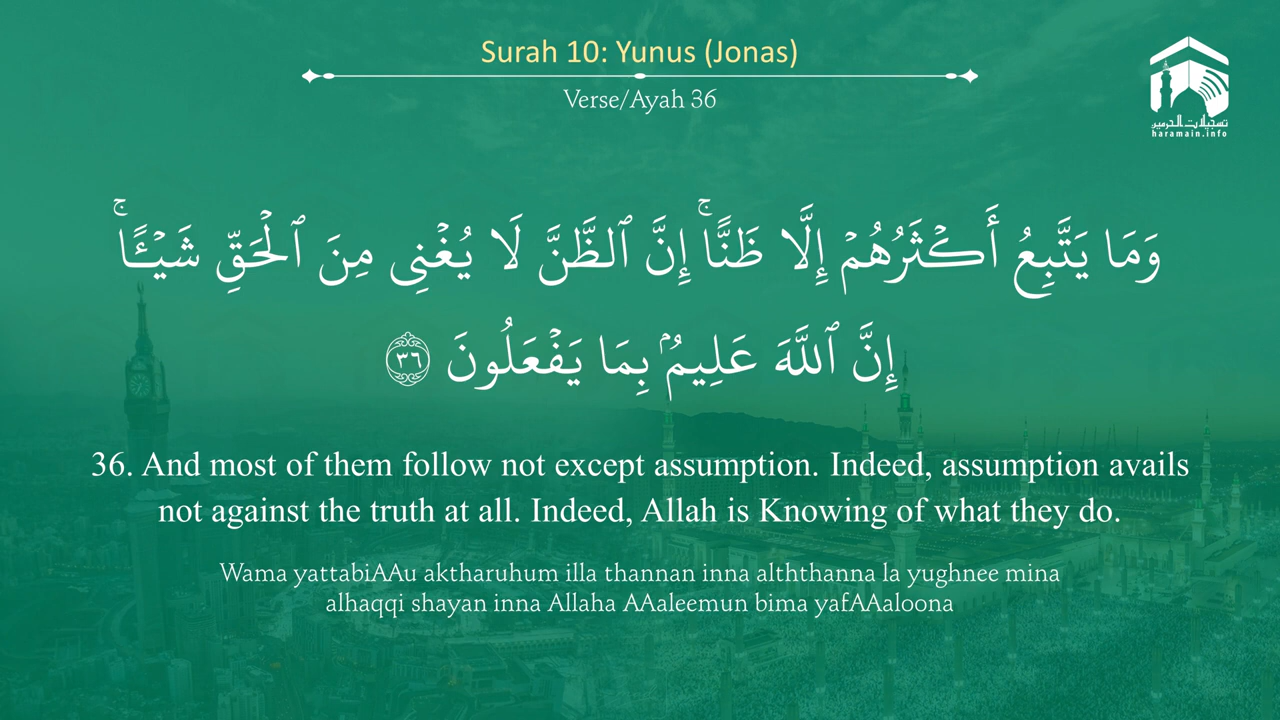 Surah 10: Yunus (Jonas)
Verse/Ayah 36
تسجيلات الحرمين
haramain.info
وَمَا يَتَّبِعُ أَكْثَرُهُمْ إِلَّا ظَنًّا ۚ إِنَّ ٱلظَّنَّ لَا يُغْنِى مِنَ ٱلْحَقِّ شَيْـًٔا ۚ
إِنَّ ٱللَّهَ عَلِيمٌۢ بِمَا يَفْعَلُونَ ٣٦
36. And most of them follow not except assumption. Indeed, assumption avails
not against the truth at all. Indeed, Allah is Knowing of what they do.
Wama yattabiAAu aktharuhum illa thannan inna alththanna la yughnee mina
alhaqqi shayan inna Allaha AAaleemun bima yafAAaloona